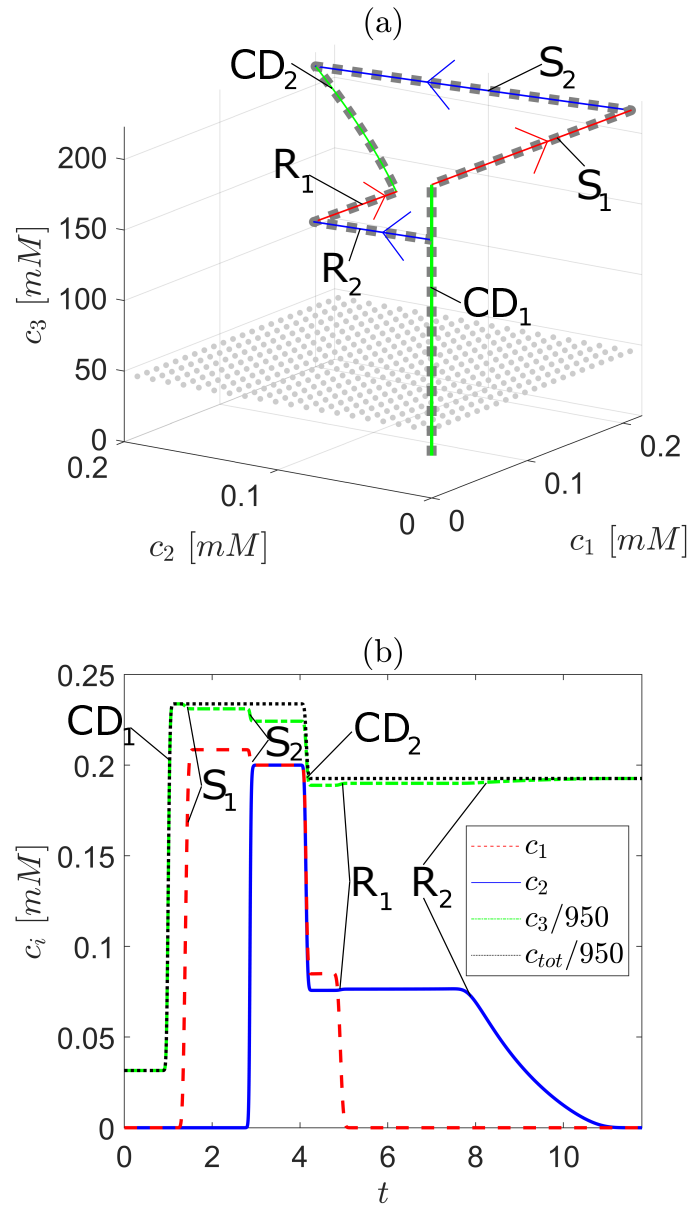 (a)
CD2
S2
R1
S1
R2
CD1
200
150
100
50
0
c3 [mM]
0.2
0.1
0
c2 [mM]
0
0.1
0.2
c1 [mM]
(b)
0.25
0.2
0.15
0.1
0.05
0
ci [mM]
CD1
S1
S2
CD2
R1
R2
c1
c2
c3/950
ctot/950
0 2 4 6 8 10
t